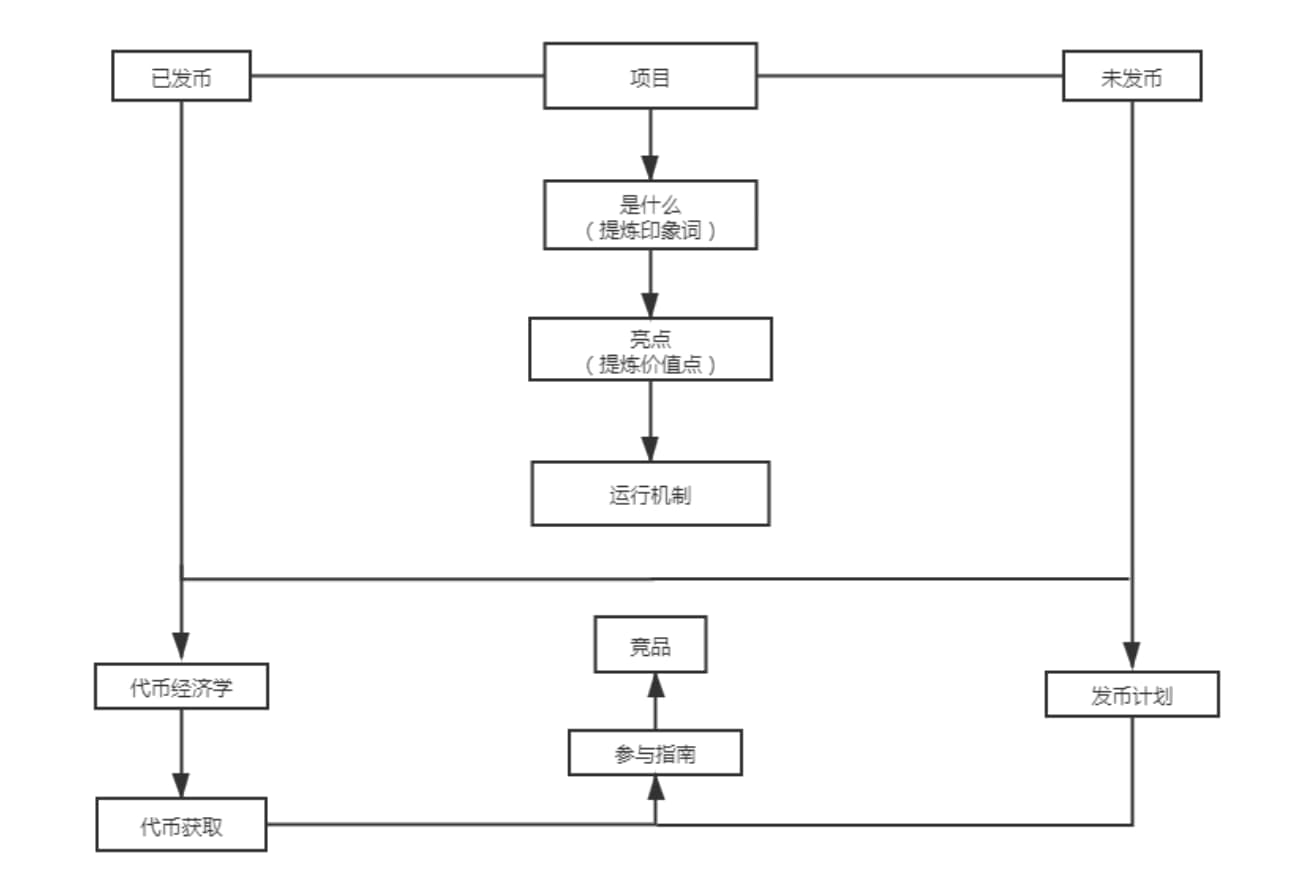 已发币
项目
未发币
是什么
（提炼印象词）
亮点
（提炼价值点）
运行机制
竞品
代币经济学
发币计划
参与指南
代币获取